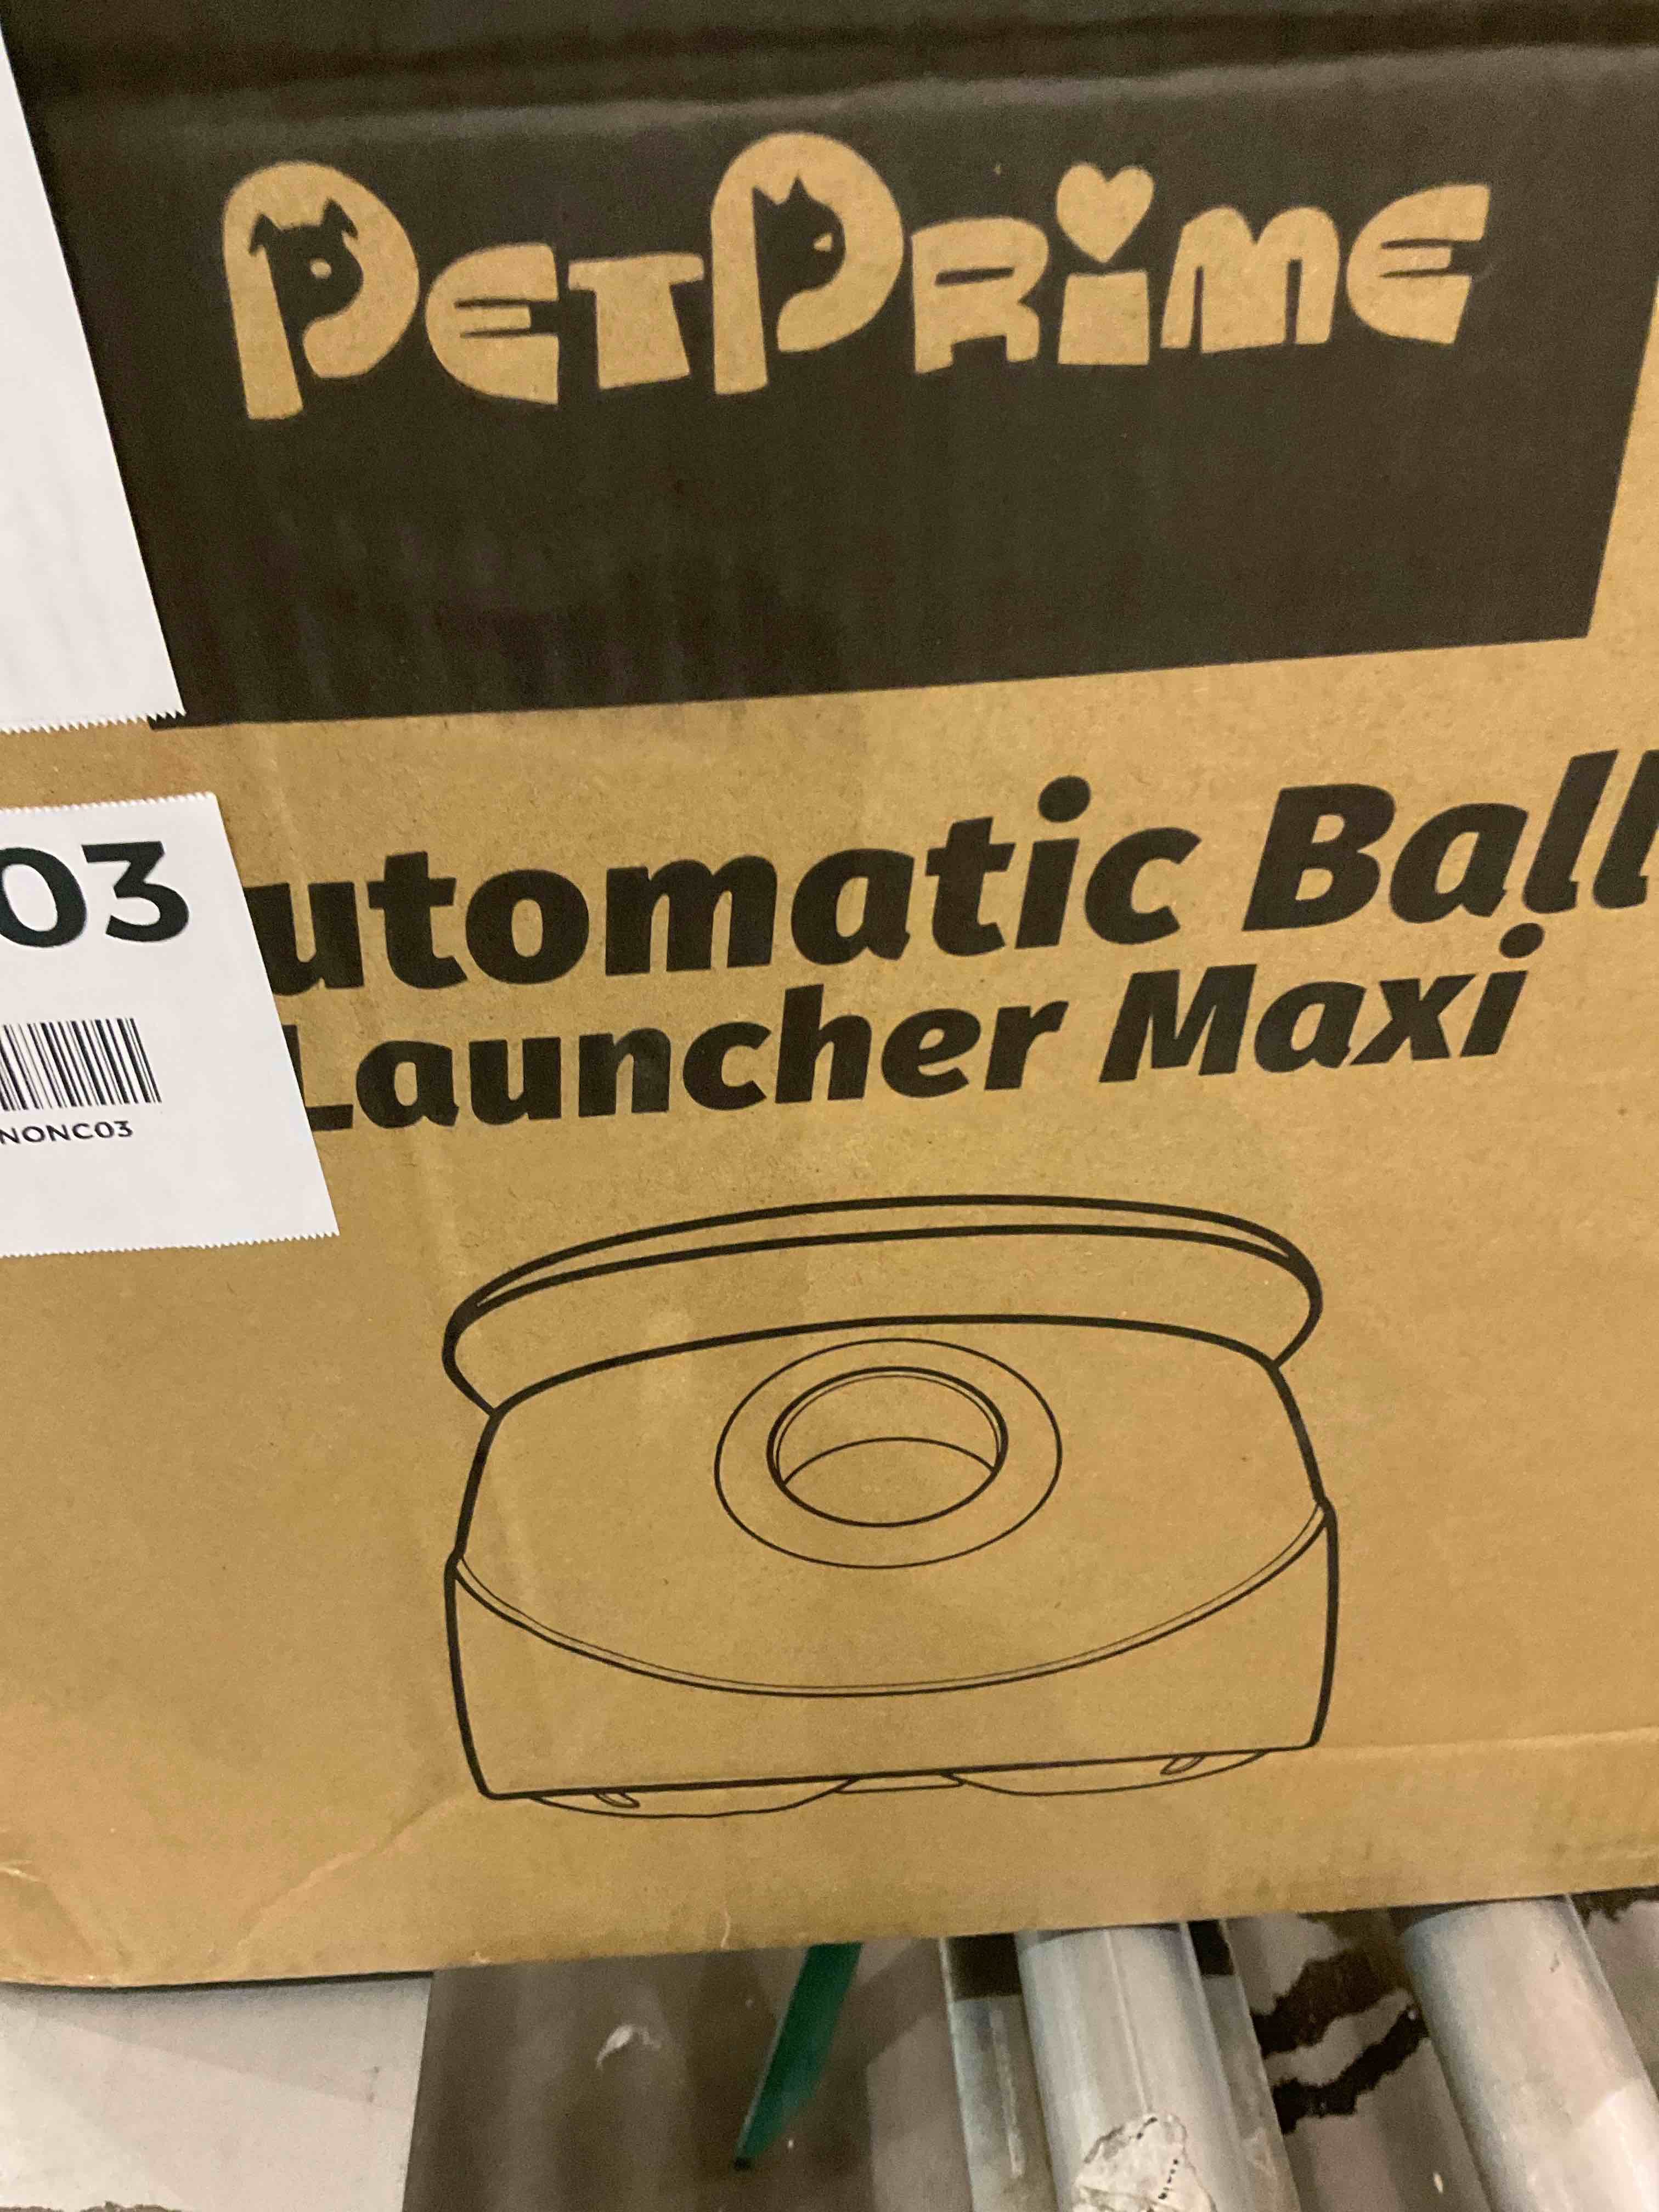 PetPrime
utomatic Ball
Launcher Maxi
03
NONC03